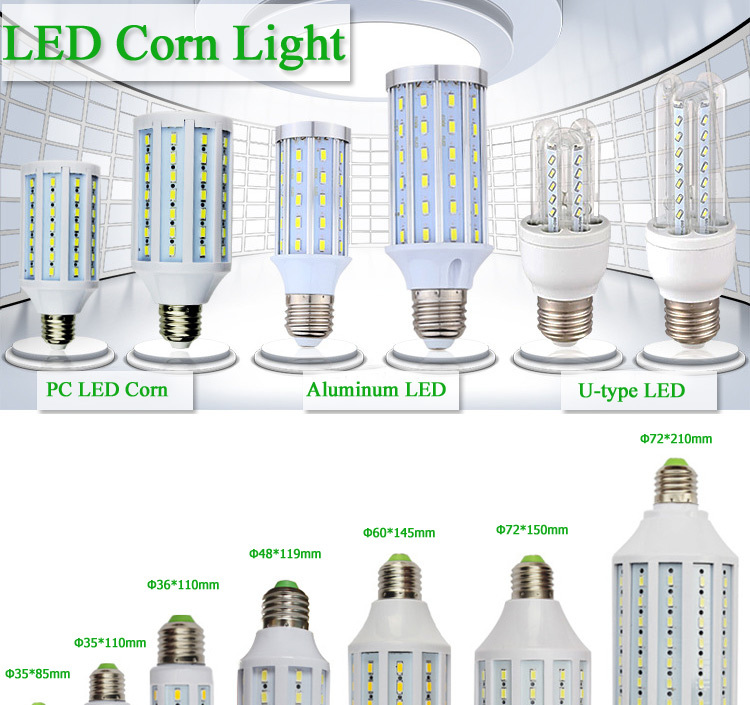 LED Corn Light
PC LED Corn
Aluminum LED
U-type LED
Φ72*210mm
Φ60*145mm
Φ72*150mm
Φ48*119mm
Φ36*110mm
Φ35*110mm
Φ35*85mm